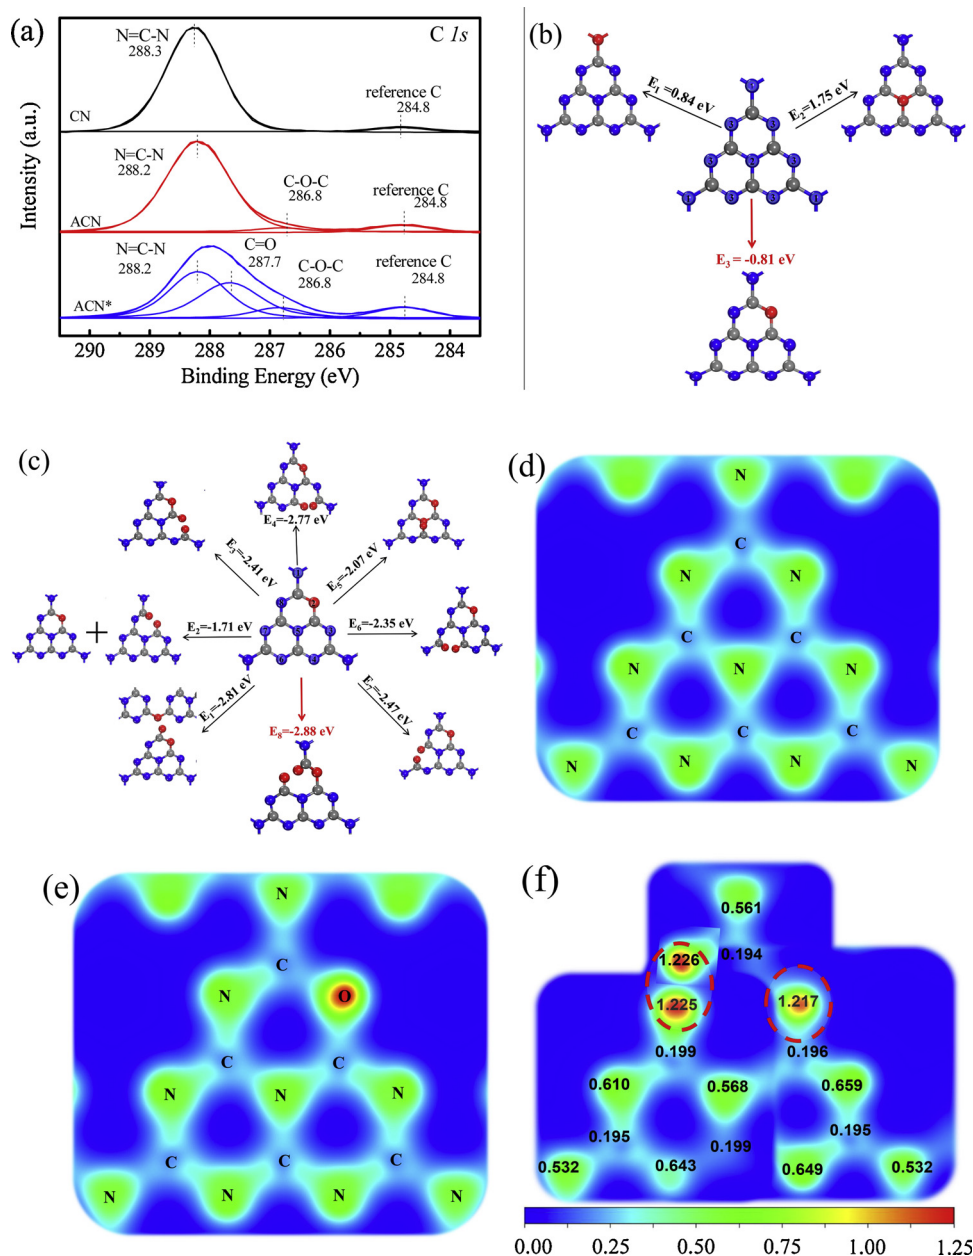 (a)
N=C-N
288.3
C 1s
reference C
284.8
CN
N=C-N
288.2
C-O-C
286.8
reference C
284.8
ACN
N=C-N
288.2
C=O
287.7
C-O-C
286.8
reference C
284.8
ACN*
Intensity (a.u.)
290 289 288 287 286 285 284
Binding Energy (eV)
(b)
E1=0.84 eV
E2=1.75 eV
E3 = -0.81 eV
(c)
E4=-2.77 eV
E3=-2.41 eV
E5=-2.07 eV
E2=-1.71 eV
E6=-2.35 eV
+
E1=-2.81 eV
E7=-2.47 eV
E8=-2.88 eV
(d)
N
C
N N
C C
N N N
C C C
N N N N
(e)
N
C
N O
C C
N N N
C C C
N N N N
(f)
0.561
1.226 0.194
1.225 1.217
0.199 0.196
0.610 0.568 0.659
0.195 0.199 0.195
0.532 0.643 0.649 0.532
0.00 0.25 0.50 0.75 1.00 1.25